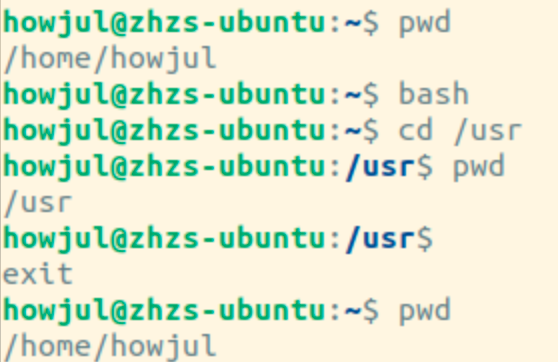 howjul@zhzs-ubuntu:~$ pwd
/home/howjul
howjul@zhzs-ubuntu:~$ bash
howjul@zhzs-ubuntu:~$ cd /usr
howjul@zhzs-ubuntu:/usr$ pwd
/usr
howjul@zhzs-ubuntu:/usr$
exit
howjul@zhzs-ubuntu:~$ pwd
/home/howjul